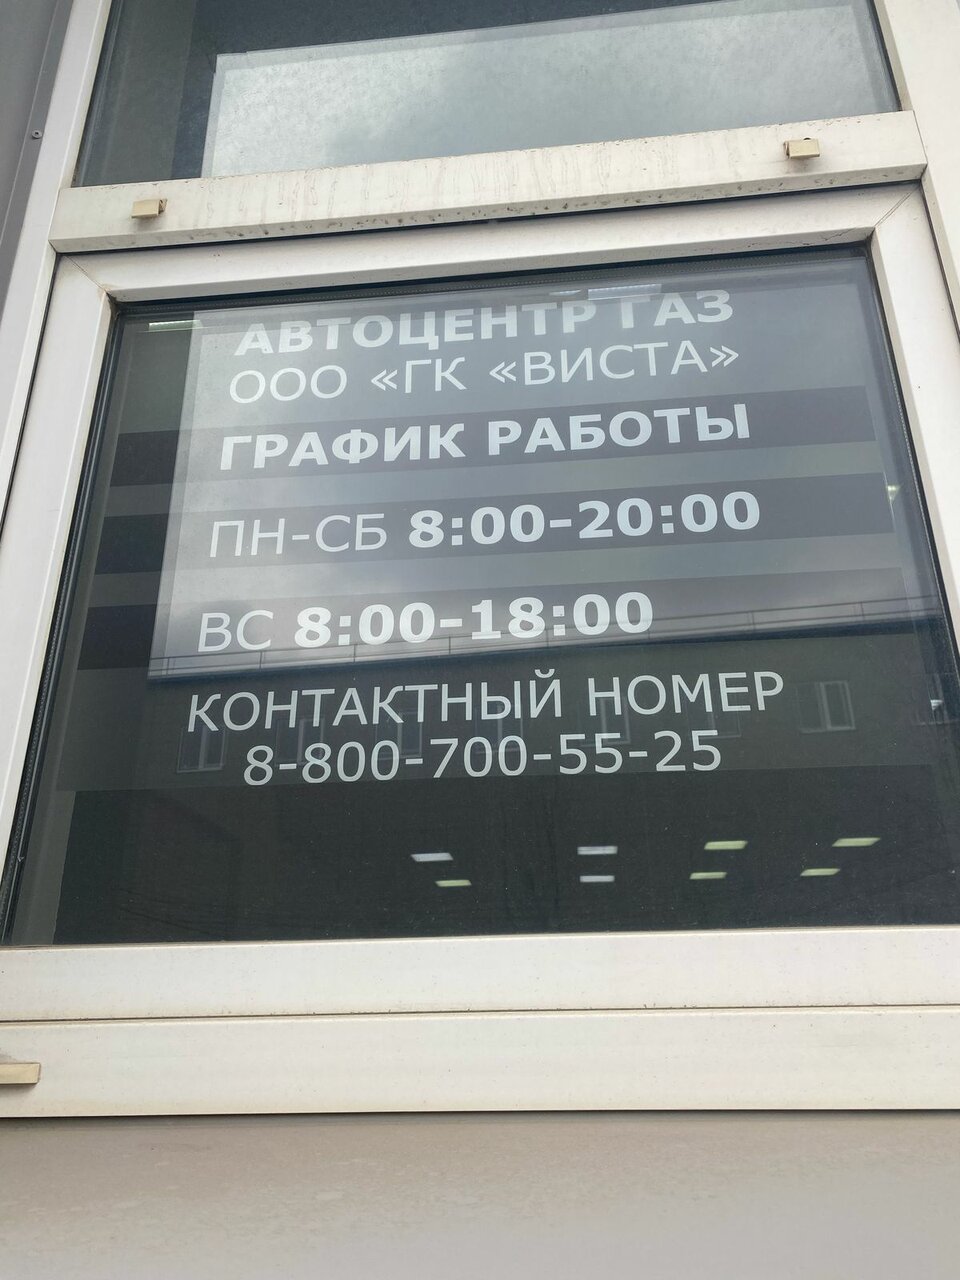 АВТОЦЕНТР ГАЗ
ООО «ГК «ВИСТА»
ГРАФИК РАБОТЫ
ПН-СБ 8:00-20:00
ВС 8:00-18:00
КОНТАКТНЫЙ НОМЕР
8-800-700-55-25